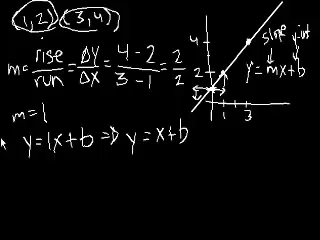 (1,2) (3,4)
m = rise/run = Δy/Δx = 4-2/3-1 = 2/2
m = 1
y = 1x + b ⇒ y = x + b
4
2
1 3
slope y-int
y = mx + b